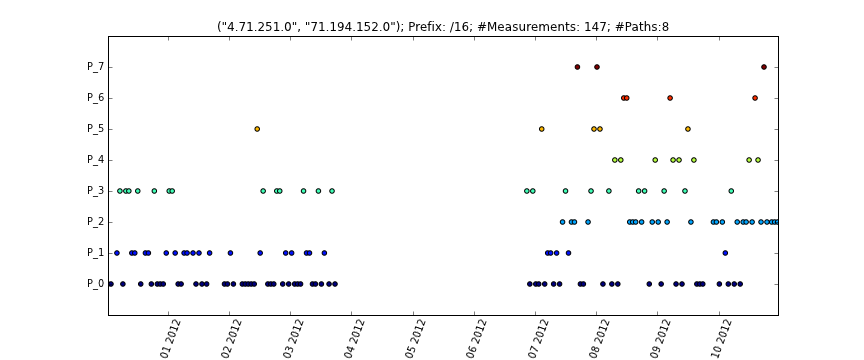 ("4.71.251.0", "71.194.152.0"); Prefix: /16; #Measurements: 147; #Paths:8
P_7
P_6
P_5
P_4
P_3
P_2
P_1
P_0
01 2012
02 2012
03 2012
04 2012
05 2012
06 2012
07 2012
08 2012
09 2012
10 2012